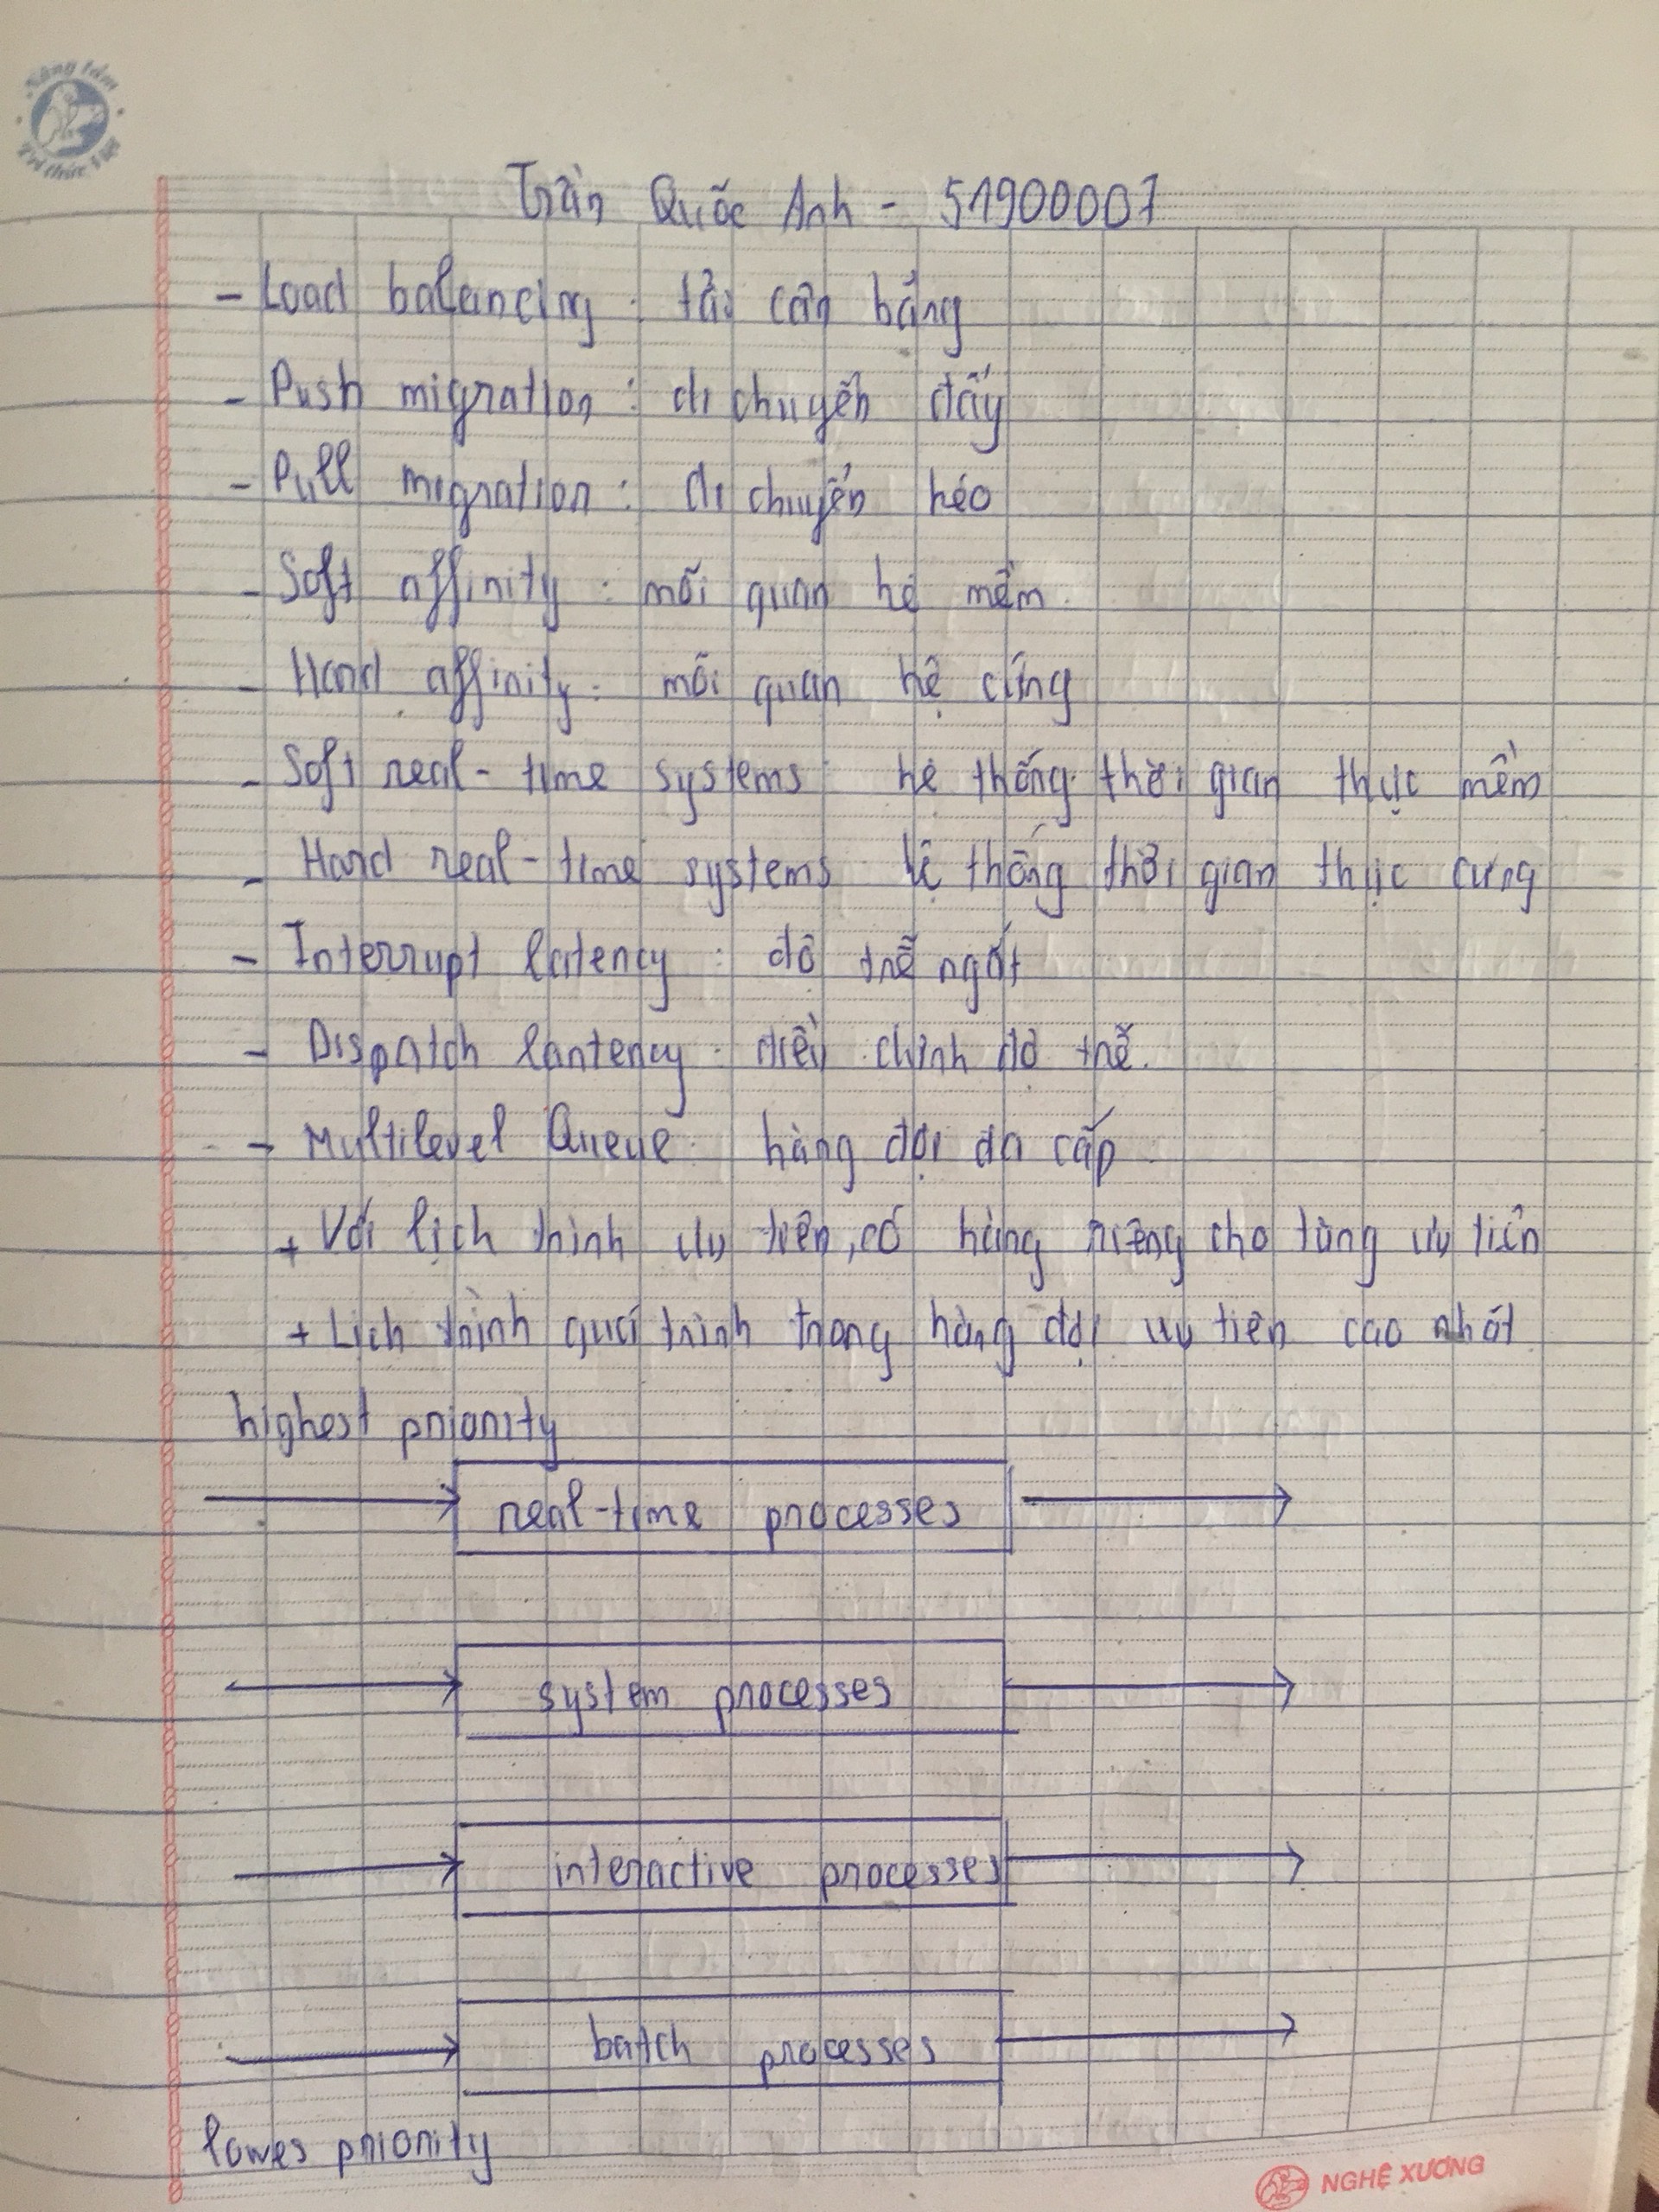 Nâng tầm
Tri thức Việt
Trần Quốc Anh - 51900007
- Load balancing : tải cân bằng
- Push migration : di chuyển đẩy
- Pull migration : di chuyển kéo
- Soft affinity : mối quan hệ mềm
- Hard affinity : mối quan hệ cứng
- Soft real-time systems : hệ thống thời gian thực mềm
- Hard real-time systems hệ thống thời gian thực cứng
- Interrupt latency : độ trễ ngắt
- Dispatch lantency : điều chỉnh độ trễ.
- Multilevel Queue : hàng đợi đa cấp
+ Với lịch trình ưu tiên, có hàng riêng cho từng ưu tiên
+ Lịch trình quá trình trong hàng đợi ưu tiên cao nhất
highest priority
real-time processes
system processes
interactive processes
batch processes
lowes priority
NGHỆ XƯƠNG